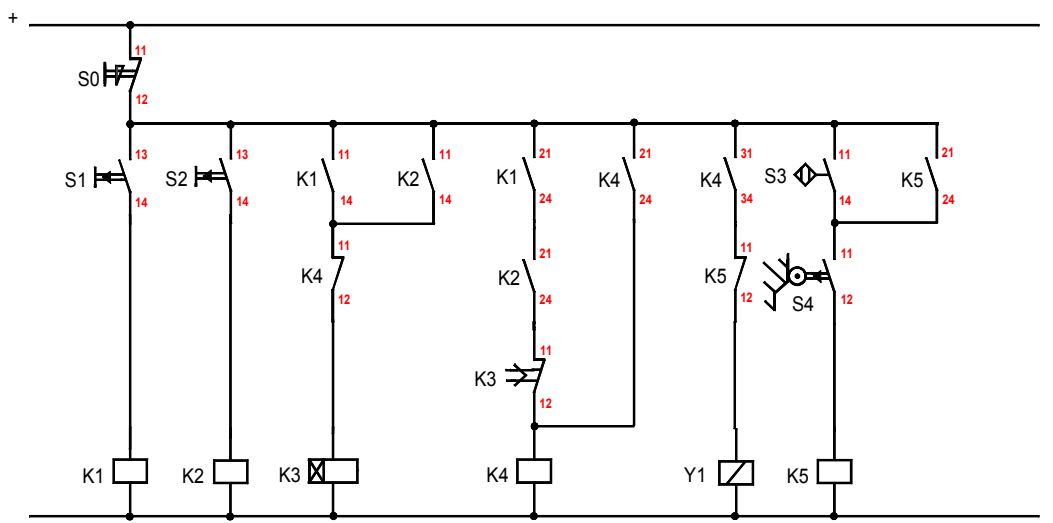 +
11
S0
12
13 13 11 11 21 21 31 11 21
S1 S2 K1 K2 K1 K4 K4 S3 K5
14 14 14 14 24 24 34 14 24
11 21 11 11
K4 K2 K5 S4
12 24 12 12
11
K3
12
K1 K2 K3 K4 Y1 K5